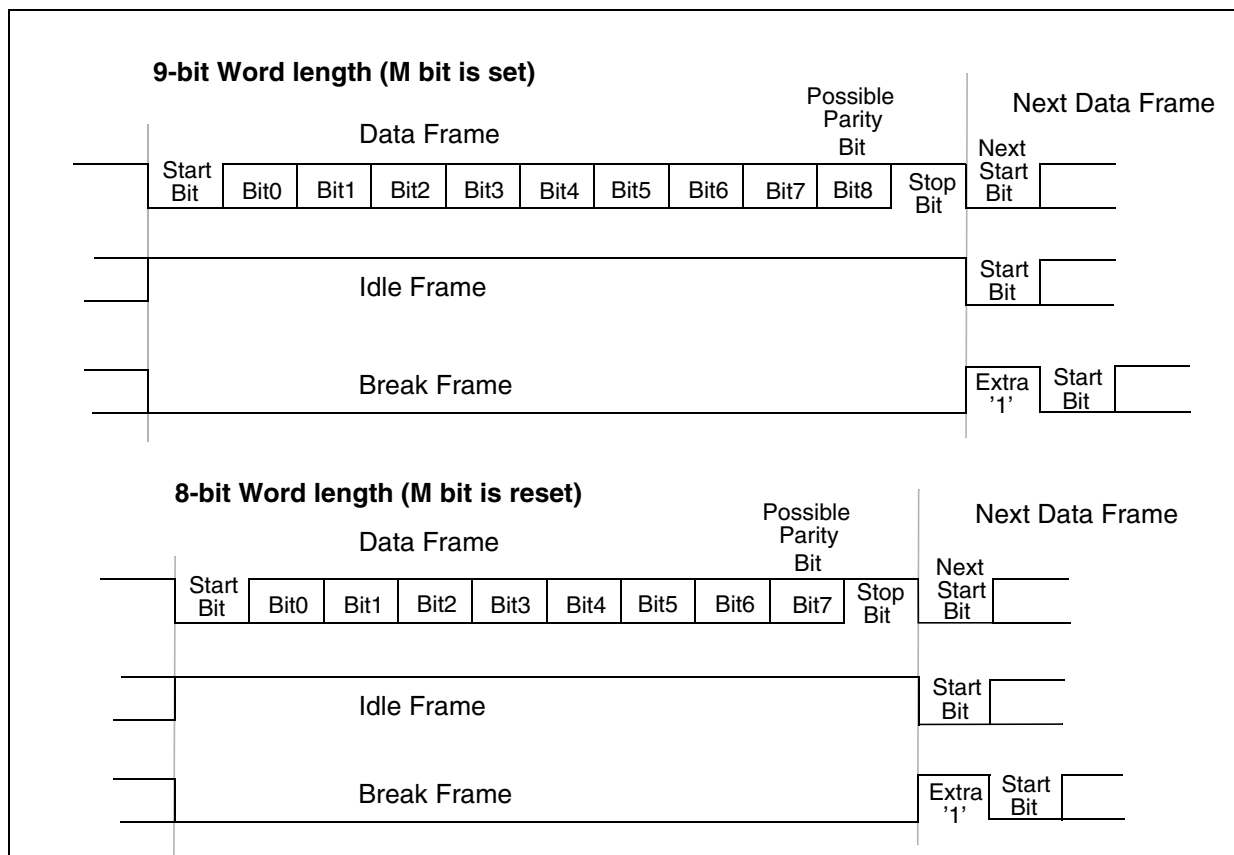 9-bit Word length (M bit is set)
Possible
Parity
Bit
Next Data Frame
Data Frame
Next
Start
Bit
Start
Bit
Bit0
Bit1
Bit2
Bit3
Bit4
Bit5
Bit6
Bit7
Bit8
Stop
Bit
Idle Frame
Start
Bit
Break Frame
Extra
'1'
Start
Bit
8-bit Word length (M bit is reset)
Possible
Parity
Bit
Next Data Frame
Data Frame
Next
Start
Bit
Start
Bit
Bit0
Bit1
Bit2
Bit3
Bit4
Bit5
Bit6
Bit7
Stop
Bit
Idle Frame
Start
Bit
Break Frame
Extra
'1'
Start
Bit